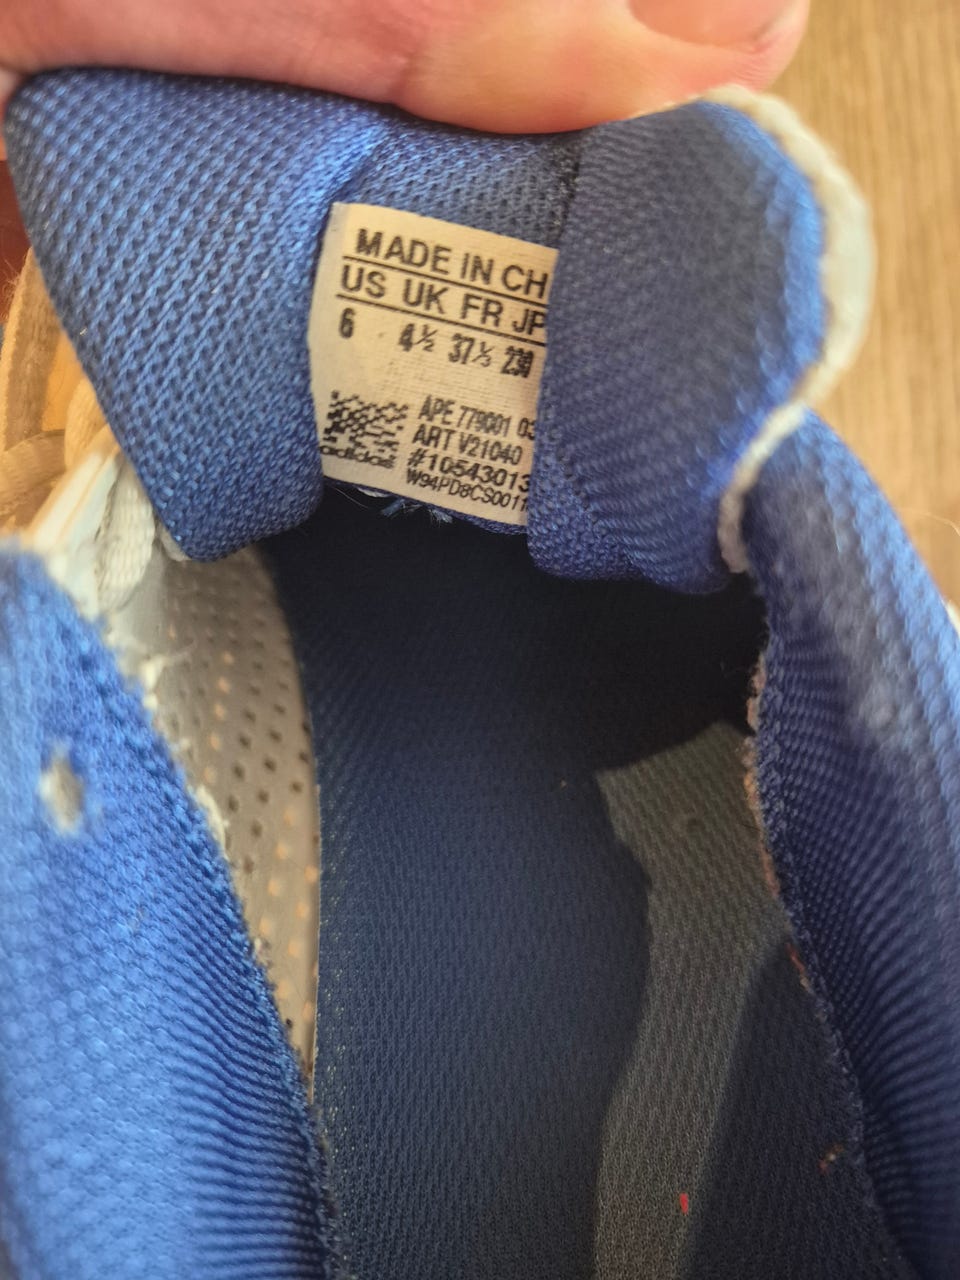 MADE IN CH
US UK FR JP
6 4½ 37⅓ 230
APE 779001 03
ART V21040
#10543013
W94PD8CS0011
adidas